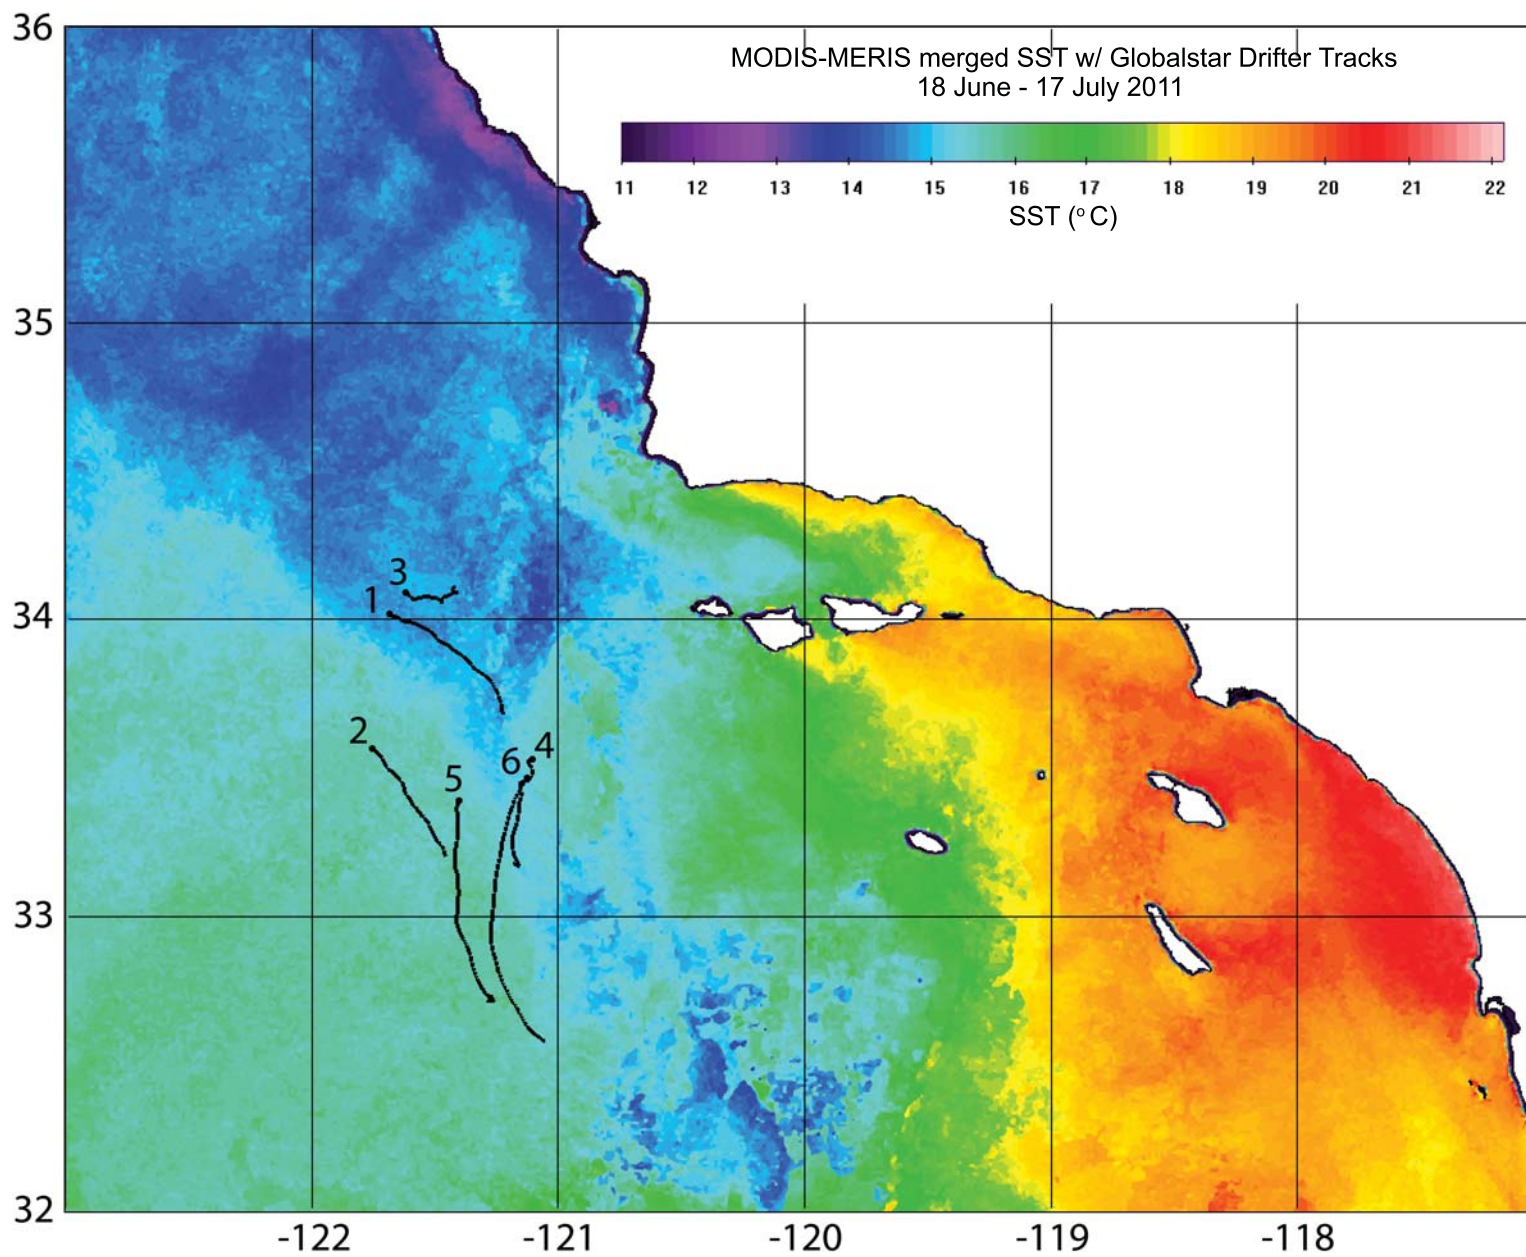 36
MODIS-MERIS merged SST w/ Globalstar Drifter Tracks
18 June - 17 July 2011
11 12 13 14 15 16 17 18 19 20 21 22
SST (° C)
35
3
1
34
2
4
6
5
33
32
-122 -121 -120 -119 -118